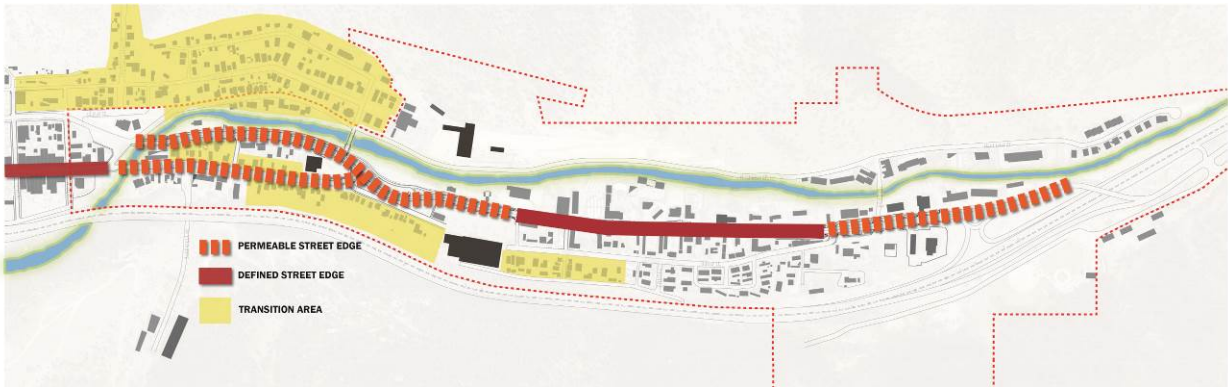 PERMEABLE STREET EDGE
DEFINED STREET EDGE
TRANSITION AREA